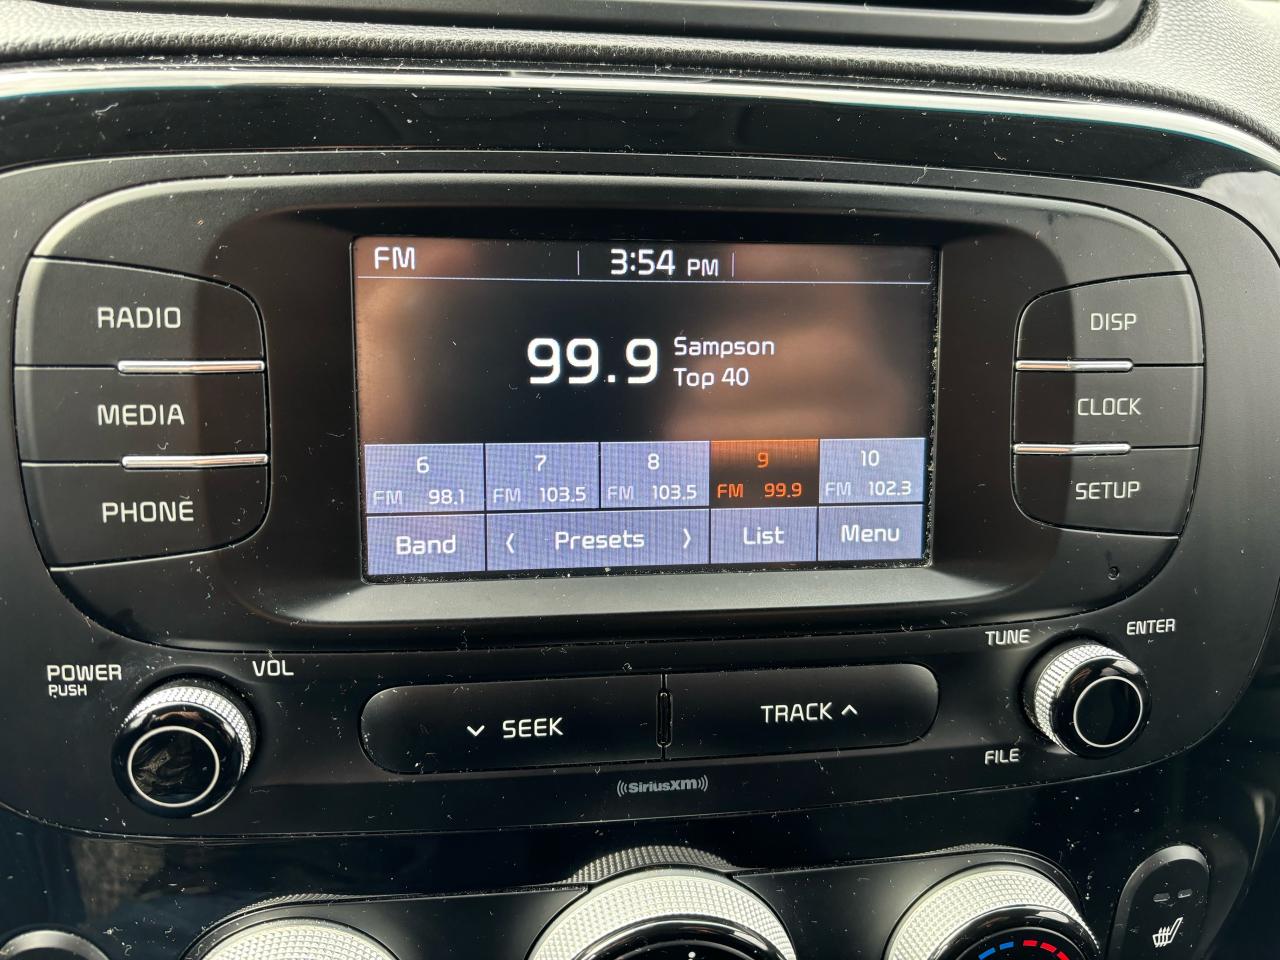 FM 3:54 PM
RADIO
MEDIA
PHONE
99.9 Sampson
Top 40
6 7 8 9 10
FM 98.1 FM 103.5 FM 103.5 FM 99.9 FM 102.3
Band < Presets > List Menu
DISP
CLOCK
SETUP
POWER
PUSH
VOL
SEEK
TRACK
TUNE
ENTER
FILE
((SiriusXM))